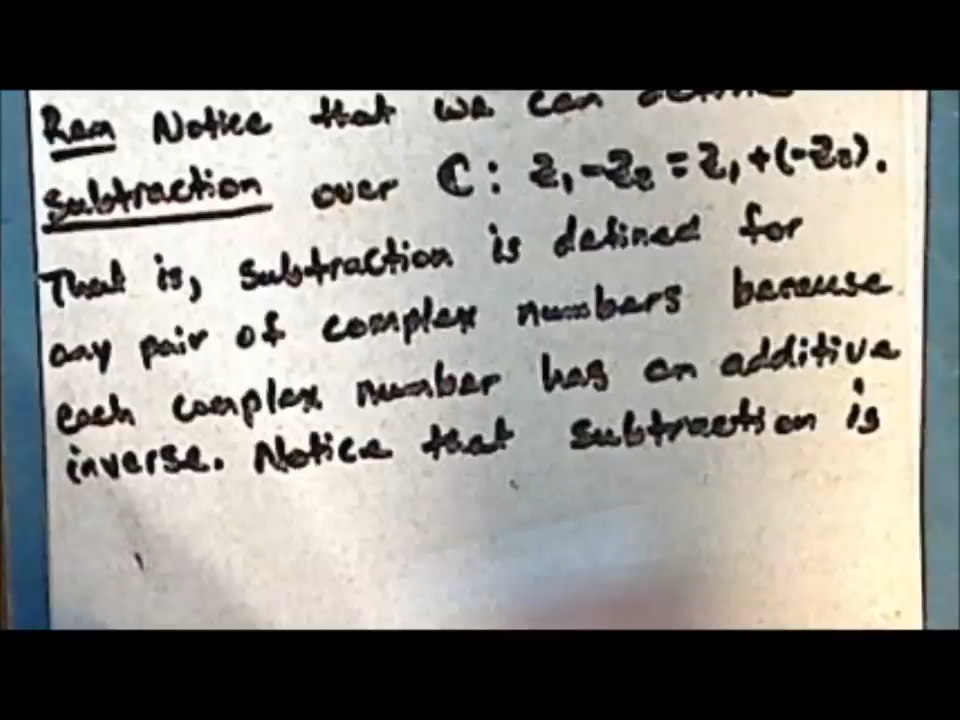 Rem Notice that we can define
subtraction over ℂ: z₁-z₂ = z₁+(-z₂).
That is, subtraction is defined for
any pair of complex numbers because
each complex number has an additive
inverse. Notice that subtraction is